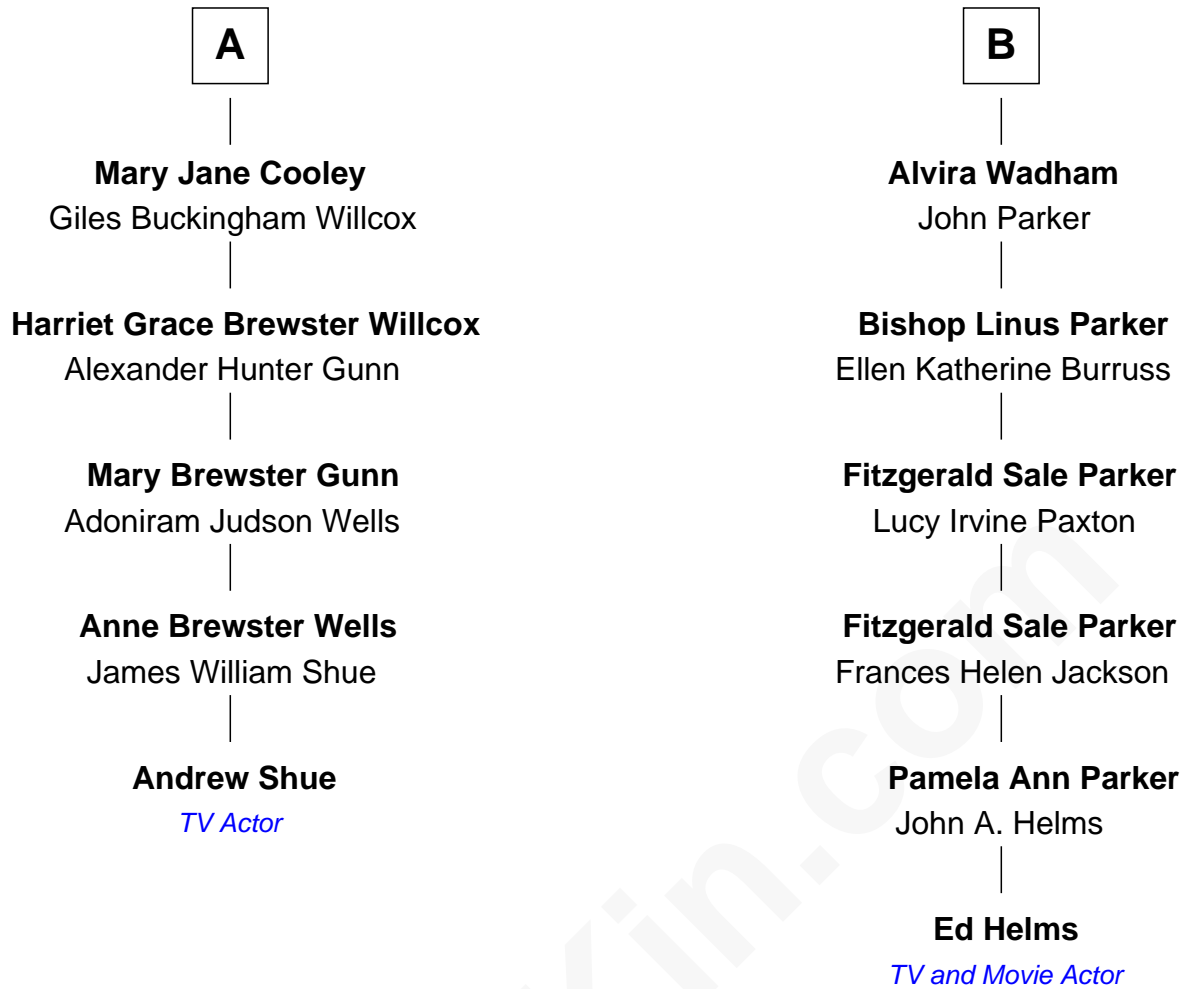 A
Mary Jane Cooley
Giles Buckingham Willcox
Harriet Grace Brewster Willcox
Alexander Hunter Gunn
Mary Brewster Gunn
Adoniram Judson Wells
Anne Brewster Wells
James William Shue
Andrew Shue
TV Actor
B
Alvira Wadham
John Parker
Bishop Linus Parker
Ellen Katherine Burruss
Fitzgerald Sale Parker
Lucy Irvine Paxton
Fitzgerald Sale Parker
Frances Helen Jackson
Pamela Ann Parker
John A. Helms
Ed Helms
TV and Movie Actor
Kin.com